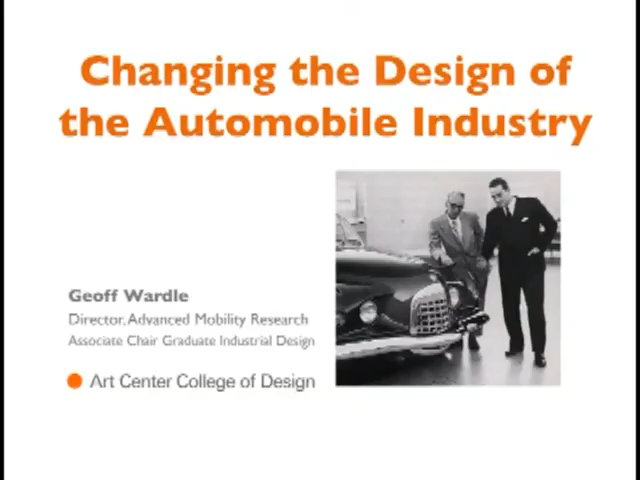 Changing the Design of
the Automobile Industry
Geoff Wardle
Director, Advanced Mobility Research
Associate Chair Graduate Industrial Design
Art Center College of Design